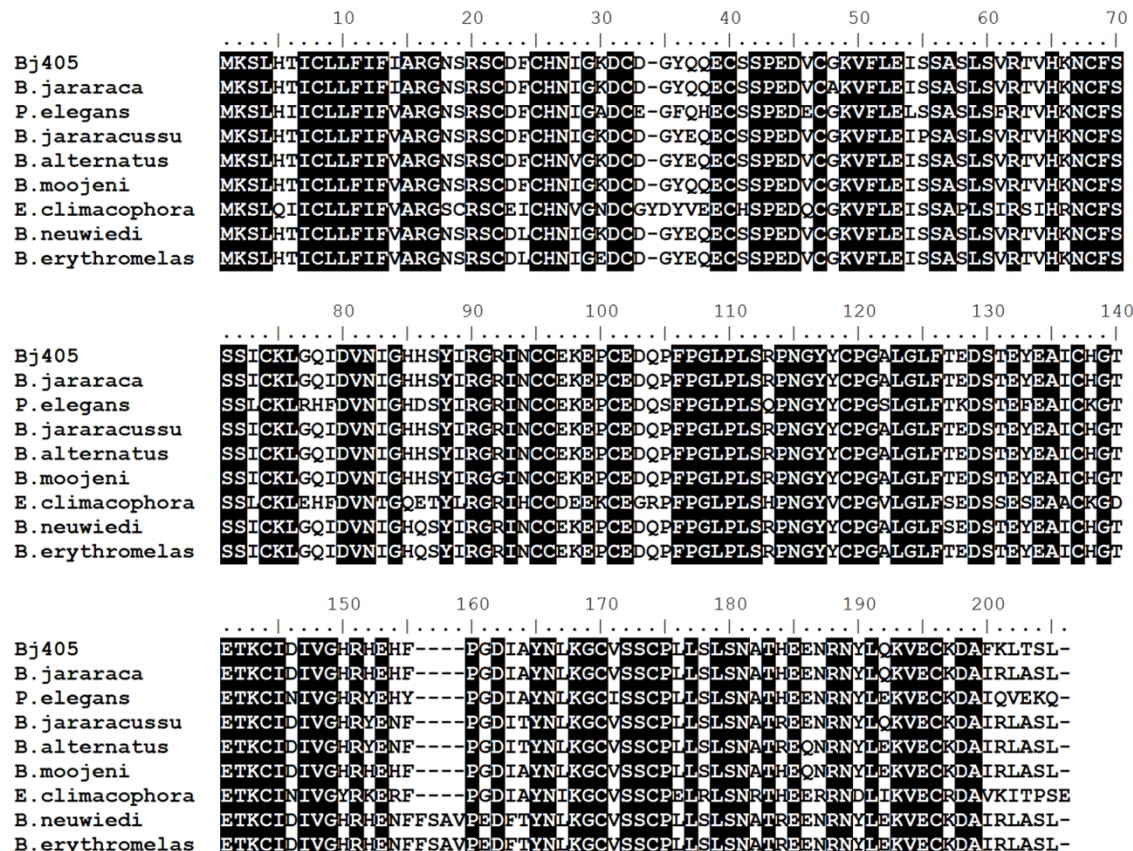 10 20 30 40 50 60 70
....|....|....|....|....|....|....|....|....|....|....|....|....|....|
Bj405 MKSLHTICLLFIFIARGNSRSCDFCHNIGKDCD-GYQQECSSPEDVCGKVFLEISSASLSVRTVHKNCFS
B.jararaca MKSLHTICLLFIFIARGNSRSCDFCHNIGKDCD-GYQQECSSPEDVCAKVFLEISSASLSVRTVHKNCFS
P.elegans MKSLHIICLLFIFVARGNSRSCDFCHNIGADCE-GFQHECSSPEDECGKVFLELSSASLSFRTVHKNCFS
B.jararacussu MKSLHTICLLFIFVARGNSRSCDFCHNIGKDCD-GYEQECSSPEDVCGKVFLEIPSASLSVRTVHKNCFS
B.alternatus MKSLHTICLLFIFVARGNSRSCDFCHNVGKDCD-GYEQECSSPEDVCGKVFLEISSASLSVRTVHKNCFS
B.moojeni MKSLHTICLLFIFVARGNSRSCDFCHNIGKDCD-GYQQECSSPEDVCGKVFLEISSASLSVRTVHKNCFS
E.climacophora MKSLQIICLLFIFVARGSCRSCEICHNVGNDCGYDYVEECHSPEDQCGKVFLEISSAPLSIRSIHRNCFS
B.neuwiedi MKSLHTICLLFIFVARGNSRSCDLCHNIGKDCD-GYEQECSSPEDVCGKVFLEISSASLSVRTVHKNCFS
B.erythromelas MKSLHTICLLFIFVARGNSRSCDLCHNIGEDCD-GYEQECSSPEDVCGKVFLEISSASLSVRTVHKNCFS
80 90 100 110 120 130 140
....|....|....|....|....|....|....|....|....|....|....|....|....|....|
Bj405 SSICKLGQIDVNIGHHSYIRGRINCCEKEPCEDQPFPGLPLSRPNGYYCPGALGLFTEDSTEYEAICHGT
B.jararaca SSICKLGQIDVNIGHHSYIRGRINCCEKEPCEDQPFPGLPLSRPNGYYCPGALGLFTEDSTEYEAICHGT
P.elegans SSLCKLRHFDVNIGHDSYIRGRINCCEKEPCEDQSFPGLPLSQPNGYYCPGSLGLFTKDSTEFEAICKGT
B.jararacussu SSICKLGQIDVNIGHHSYIRGRINCCEKEPCEDQPFPGLPLSRPNGYYCPGALGLFTEDSTEYEAICHGT
B.alternatus SSICKLGQIDVNIGHHSYIRGRINCCEKEPCEDQPFPGLPLSRPNGYYCPGALGLFTEDSTEYEAICHGT
B.moojeni SSICKLGQIDVNIGHHSYIRGGINCCEKEPCEDQPFPGLPLSRPNGYYCPGALGLFTEDSTEYEAICHGT
E.climacophora SSLCKLEHFDVNTGQETYLRGRIHCCDEEKCEGRPFPGLPLSHPNGYVCPGVLGLFSEDSSESEAACKGD
B.neuwiedi SSICKLGQIDVNIGHQSYIRGRINCCEKEPCEDQPFPGLPLSRPNGYYCPGALGLFSEDSTEYEAICHGT
B.erythromelas SSICKLGQIDVNIGHQSYIRGRINCCEKEPCEDQPFPGLPLSRPNGYYCPGALGLFTEDSTEYEAICHGT
150 160 170 180 190 200
....|....|....|....|....|....|....|....|....|....|....|....|....|.
Bj405 ETKCIDIVGHRHEHF----PGDIAYNLKGCVSSCPLLSLSNATHEENRNYLQKVECKDAFKLTSL-
B.jararaca ETKCIDIVGHRHEHF----PGDIAYNLKGCVSSCPLLSLSNATHEENRNYLQKVECKDAIRLASL-
P.elegans ETKCINIVGHRYEHY----PGDIAYNLKGCISSCPLLSLSNATHEENRNYLEKVECKDAIQVEKQ-
B.jararacussu ETKCIDIVGHRYENF----PGDITYNLKGCVSSCPLLSLSNATREENRNYLQKVECKDAIRLASL-
B.alternatus ETKCIDIVGHRYENF----PGDITYNLKGCVSSCPLLSLSNATREQNRNYLEKVECKDAIRLASL-
B.moojeni ETKCIDIVGHRHEHF----PGDIAYNLKGCVSSCPLLSLSNATHEQNRNYLEKVECKDAIRLASL-
E.climacophora ETKCINIVGYRKERF----PGDIAYNIKGCVSSCPELRLSNRTHEERRNDLIKVECRDAVKITPSE
B.neuwiedi ETKCIDIVGHRHENFFSAVPEDFTYNLKGCVSSCPLLSLSNATHEENRNYLEKVECKDAIRLASL-
B.erythromelas ETKCIDIVGHRHENFFSAVPEDFTYNLKGCVSSCPLLSLSNATHEENRNYLEKVECKDAIRLASL-